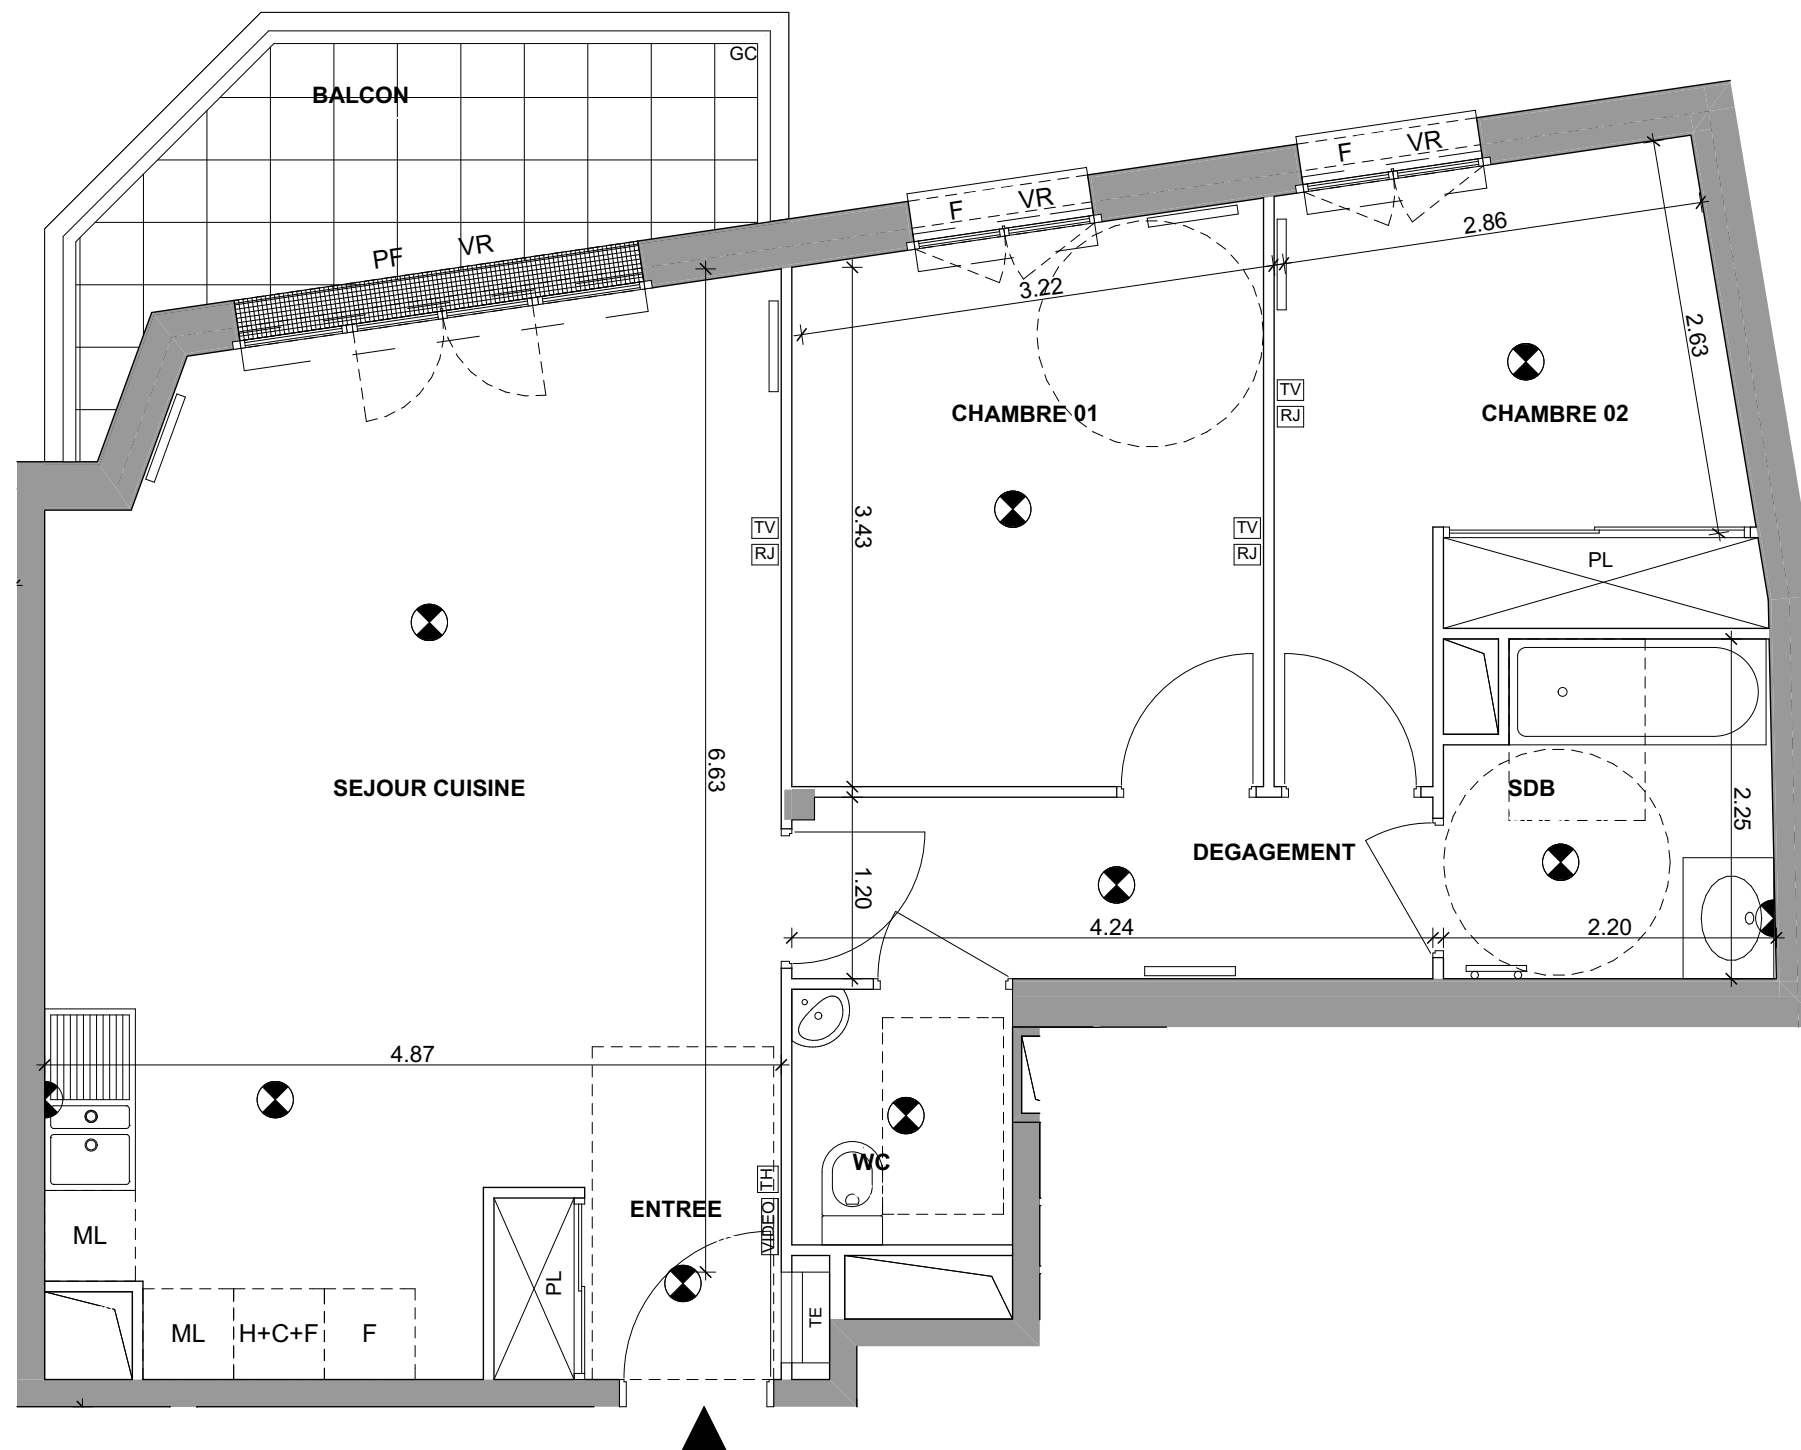 GC
BALCON
F VR
F VR
2.86
PF VR
3.22
2.63
TV
RJ
CHAMBRE 01
CHAMBRE 02
3.43
TV
RJ
TV
RJ
PL
6.63
SEJOUR CUISINE
SDB
2.25
DEGAGEMENT
1.20
4.24
2.20
4.87
WC
TH
ENTREE
VIDEO
ML
PL
TE
ML
H+C+F
F